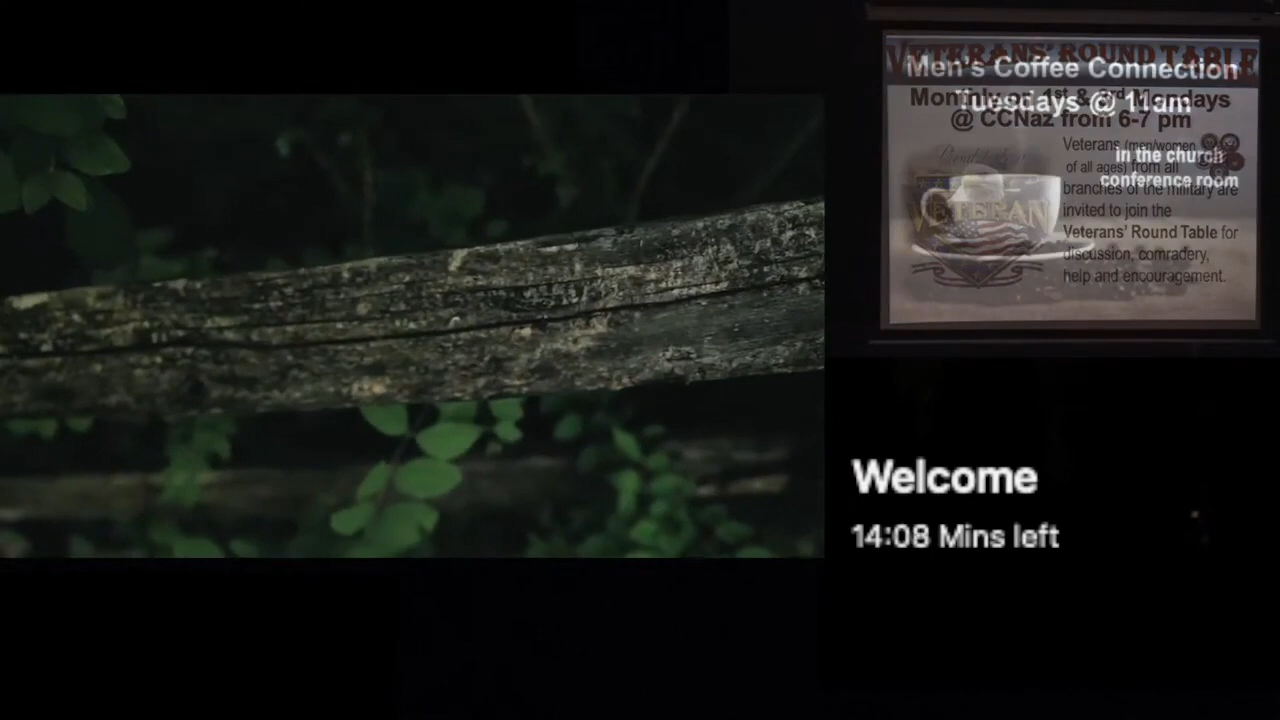 VETERANS' ROUND TABLE
Men's Coffee Connection
Monthly on 1st & 3rd Mondays
Tuesdays @ 11am
@ CCNaz from 6-7 pm
Veterans (men/women
of all ages) from all
branches of the military are
invited to join the
Veterans' Round Table for
discussion, comradery,
help and encouragement.
in the church
conference room
VETERAN
Welcome
14:08 Mins left